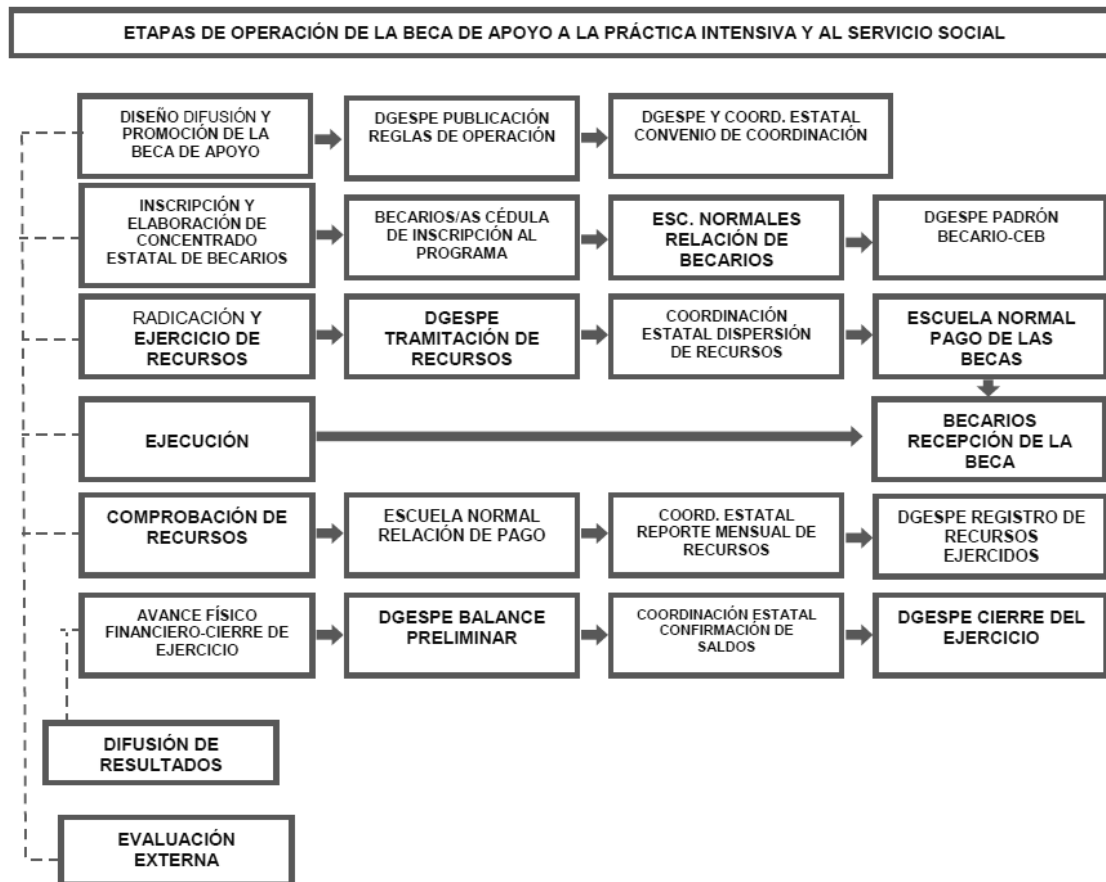 ETAPAS DE OPERACIÓN DE LA BECA DE APOYO A LA PRÁCTICA INTENSIVA Y AL SERVICIO SOCIAL
DISEÑO DIFUSIÓN Y
PROMOCIÓN DE LA
BECA DE APOYO
DGESPE PUBLICACIÓN
REGLAS DE OPERACIÓN
DGESPE Y COORD. ESTATAL
CONVENIO DE COORDINACIÓN
INSCRIPCIÓN Y
ELABORACIÓN DE
CONCENTRADO
ESTATAL DE BECARIOS
BECARIOS/AS CÉDULA
DE INSCRIPCIÓN AL
PROGRAMA
ESC. NORMALES
RELACIÓN DE
BECARIOS
DGESPE PADRÓN
BECARIO-CEB
RADICACIÓN Y
EJERCICIO DE
RECURSOS
DGESPE
TRAMITACIÓN DE
RECURSOS
COORDINACIÓN
ESTATAL DISPERSIÓN
DE RECURSOS
ESCUELA NORMAL
PAGO DE LAS
BECAS
EJECUCIÓN
BECARIOS
RECEPCIÓN DE LA
BECA
COMPROBACIÓN DE
RECURSOS
ESCUELA NORMAL
RELACIÓN DE PAGO
COORD. ESTATAL
REPORTE MENSUAL DE
RECURSOS
DGESPE REGISTRO DE
RECURSOS
EJERCIDOS
AVANCE FÍSICO
FINANCIERO-CIERRE DE
EJERCICIO
DGESPE BALANCE
PRELIMINAR
COORDINACIÓN ESTATAL
CONFIRMACIÓN DE
SALDOS
DGESPE CIERRE DEL
EJERCICIO
DIFUSIÓN DE
RESULTADOS
EVALUACIÓN
EXTERNA